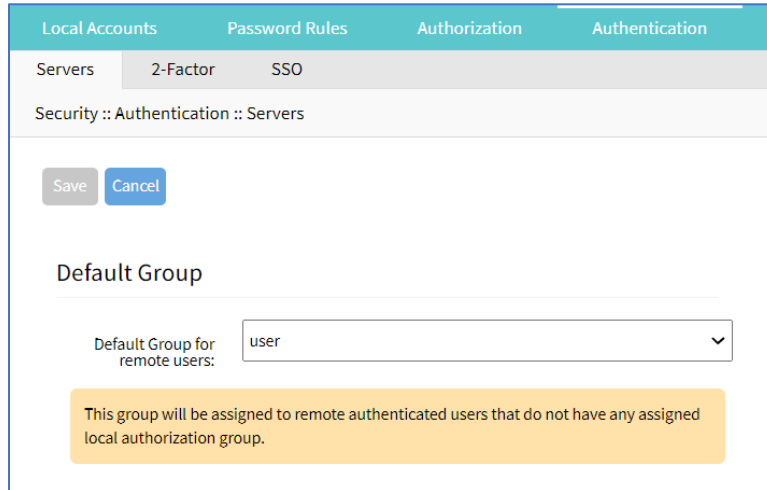 Local Accounts Password Rules Authorization Authentication
Servers 2-Factor SSO
Security :: Authentication :: Servers
Save Cancel
Default Group
Default Group for
remote users:
user
This group will be assigned to remote authenticated users that do not have any assigned
local authorization group.